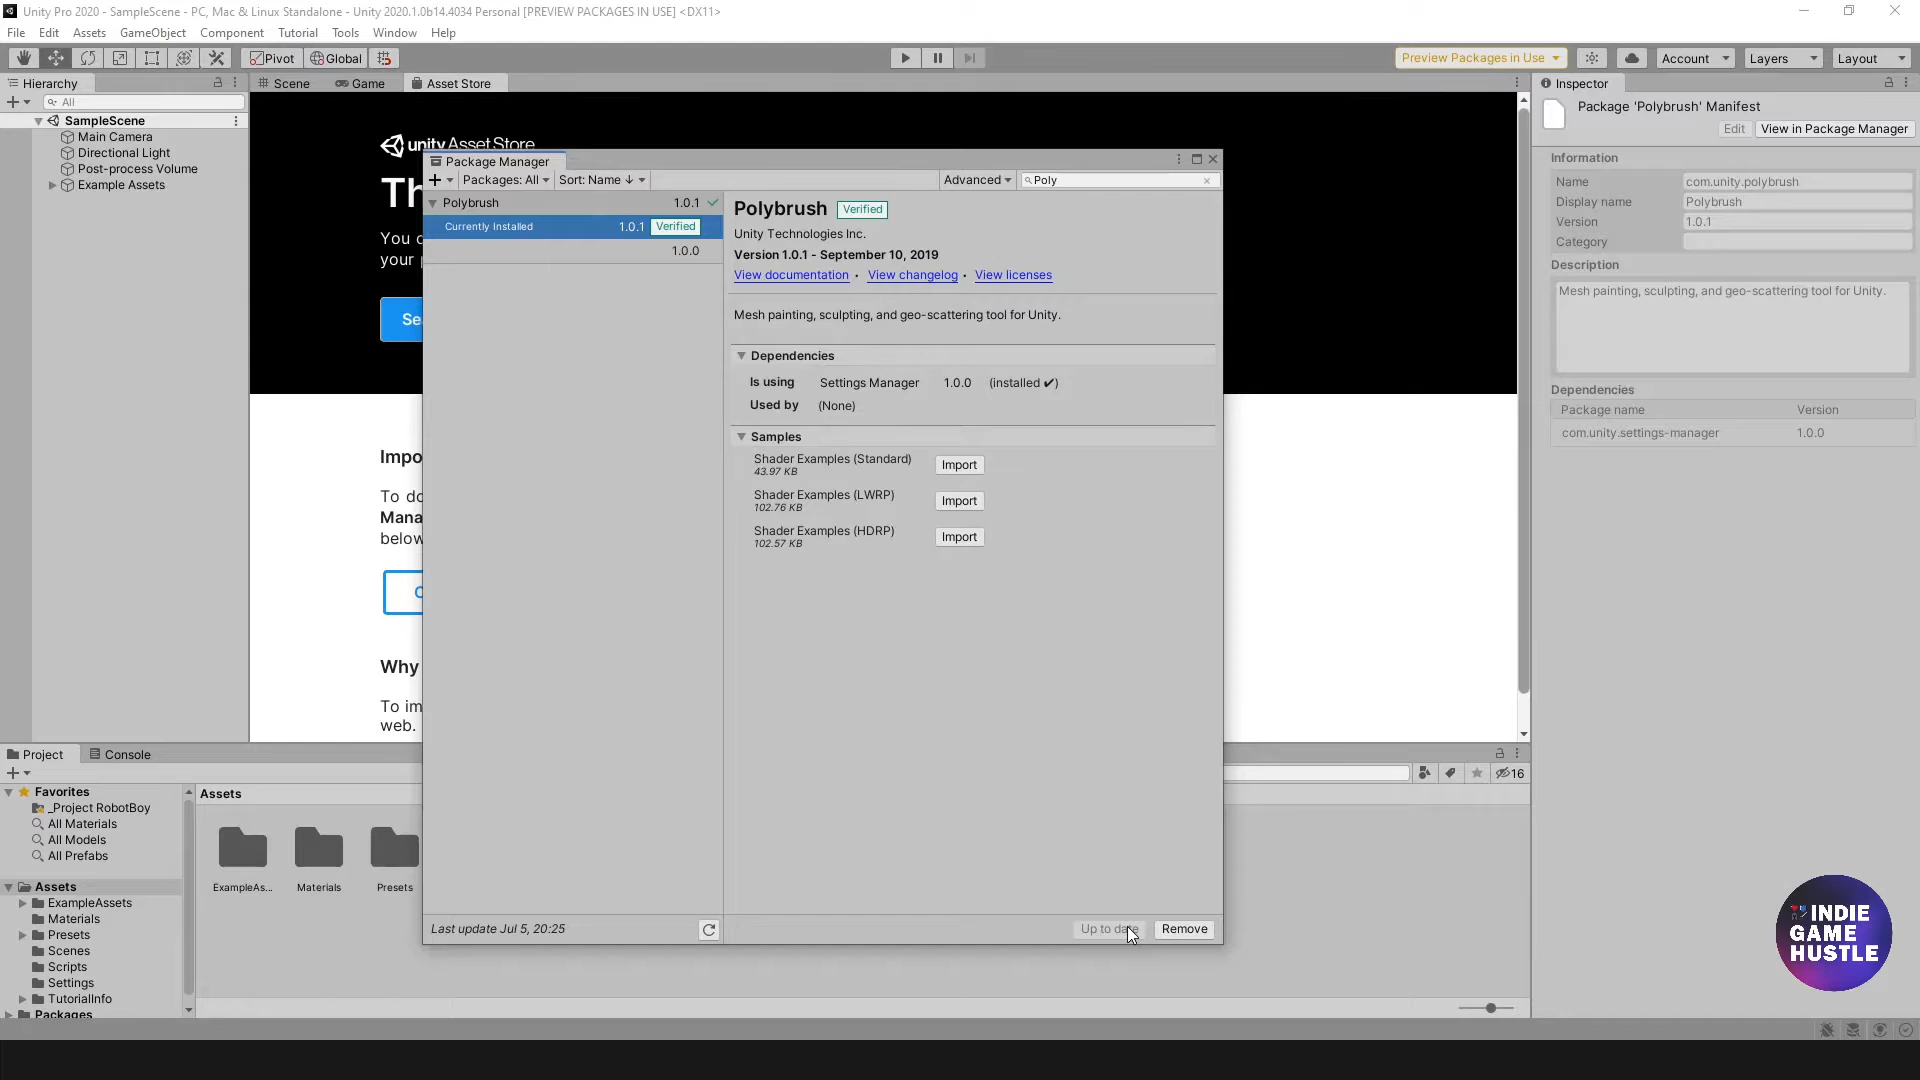 Unity Pro 2020 - SampleScene - PC, Mac & Linux Standalone - Unity 2020.1.0b14.4034 Personal [PREVIEW PACKAGES IN USE] <DX11>
File Edit Assets GameObject Component Tutorial Tools Window Help
Pivot Global Preview Packages in Use Account Layers Layout
Hierarchy
All
SampleScene
Main Camera
Directional Light
Post-process Volume
Example Assets
Scene Game Asset Store
unity Asset Store
Th
You c
your p
Se
Impo
To do
Mana
below
C
Why
To im
web.
Package Manager
Packages: All Sort: Name ↓ Advanced Poly
Polybrush 1.0.1
Currently Installed 1.0.1 Verified
1.0.0
Last update Jul 5, 20:25
Polybrush Verified
Unity Technologies Inc.
Version 1.0.1 - September 10, 2019
View documentation · View changelog · View licenses
Mesh painting, sculpting, and geo-scattering tool for Unity.
Dependencies
Is using Settings Manager 1.0.0 (installed ✔)
Used by (None)
Samples
Shader Examples (Standard) Import
43.97 KB
Shader Examples (LWRP) Import
102.76 KB
Shader Examples (HDRP) Import
102.57 KB
Up to date Remove
Inspector
Package 'Polybrush' Manifest
Edit View in Package Manager
Information
Name com.unity.polybrush
Display name Polybrush
Version 1.0.1
Category
Description
Mesh painting, sculpting, and geo-scattering tool for Unity.
Dependencies
Package name Version
com.unity.settings-manager 1.0.0
Project Console
16
Favorites
_Project RobotBoy
All Materials
All Models
All Prefabs
Assets
ExampleAssets
Materials
Presets
Scenes
Scripts
Settings
TutorialInfo
Packages
Assets
ExampleAs... Materials Presets
INDIE
GAME
HUSTLE